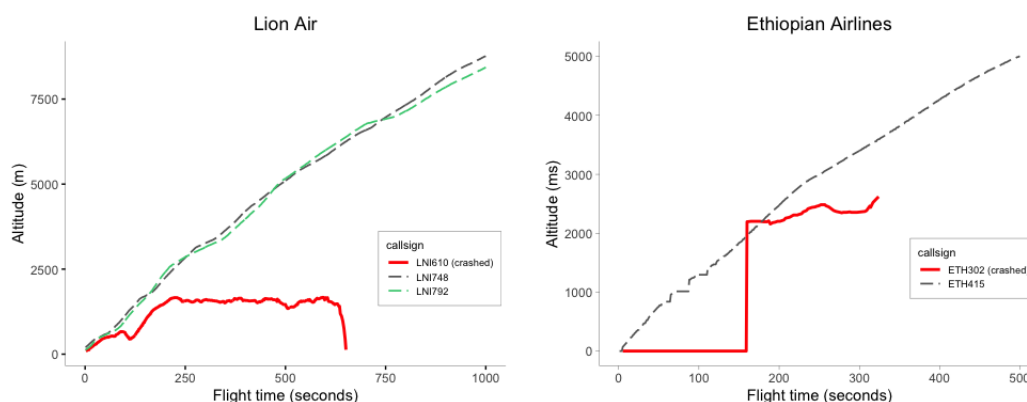 Lion Air
Altitude (m)
7500
5000
2500
0
0 250 500 750 1000
Flight time (seconds)
callsign
LNI610 (crashed)
LNI748
LNI792
Ethiopian Airlines
Altitude (ms)
5000
4000
3000
2000
1000
0
0 100 200 300 400 500
Flight time (seconds)
callsign
ETH302 (crashed)
ETH415